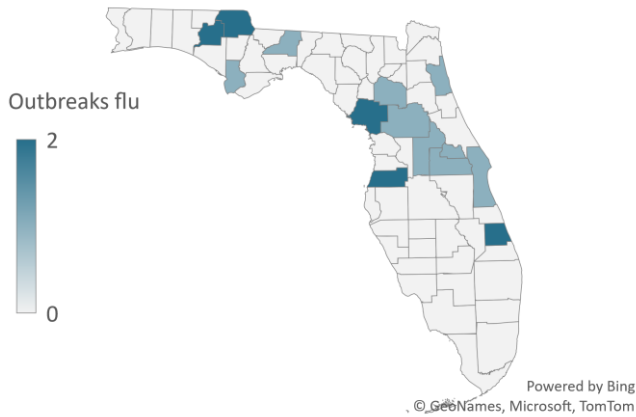 Outbreaks flu
2
0
Powered by Bing
© GeoNames, Microsoft, TomTom